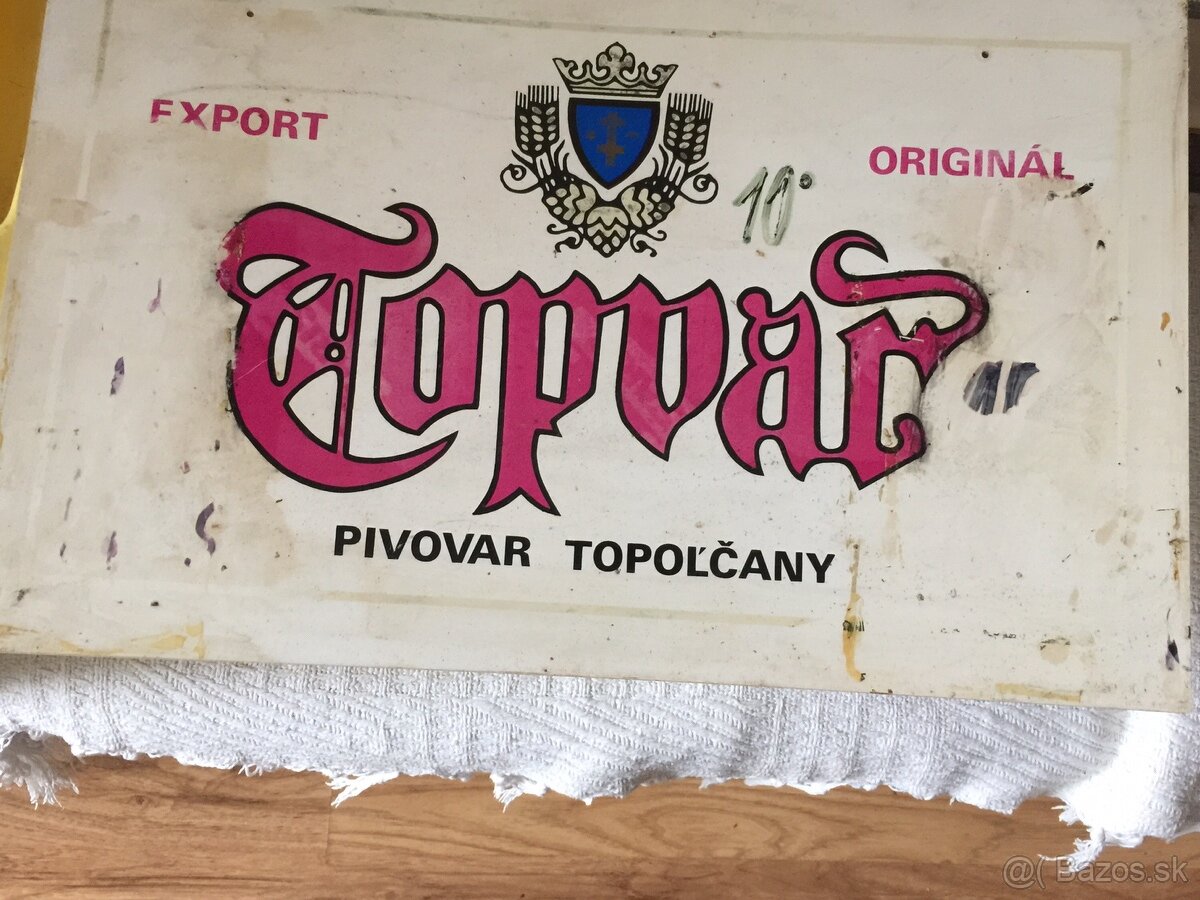 EXPORT
ORIGINÁL
10°
Topvar
PIVOVAR TOPOĽČANY
@( Bazos.sk